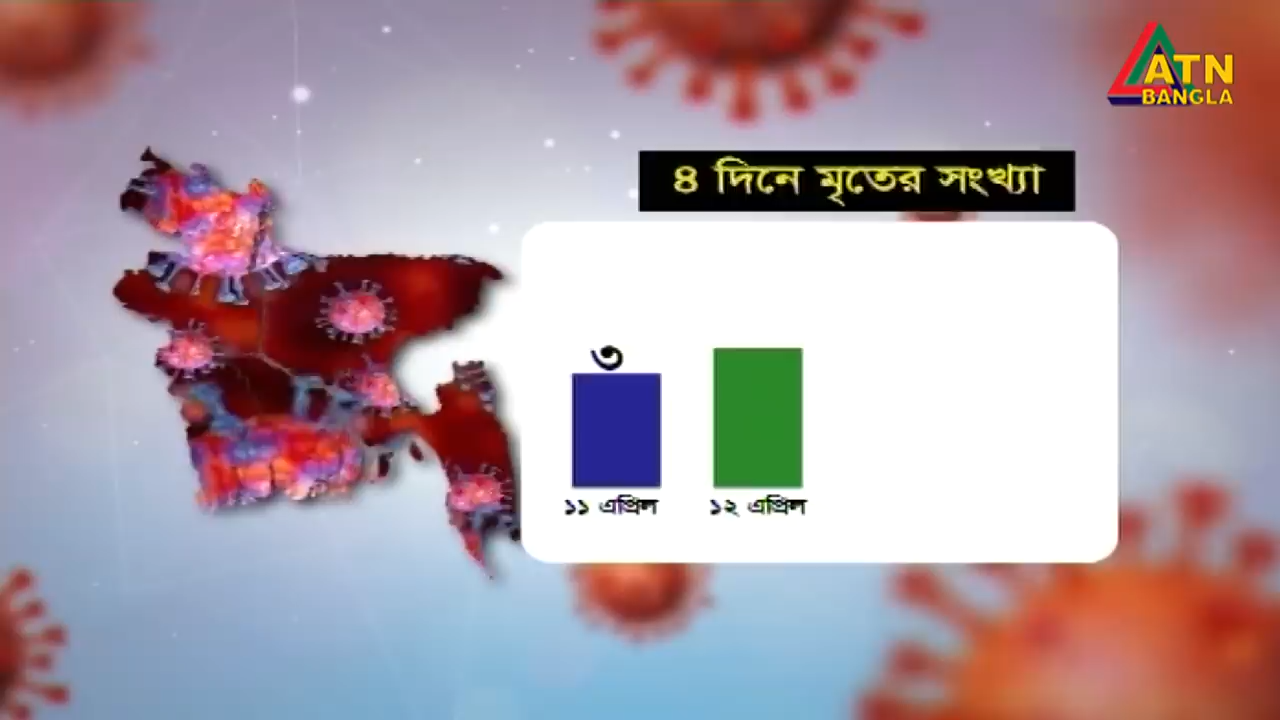 ATN
BANGLA
৪ দিনে মৃতের সংখ্যা
৩
১১ এপ্রিল
১২ এপ্রিল